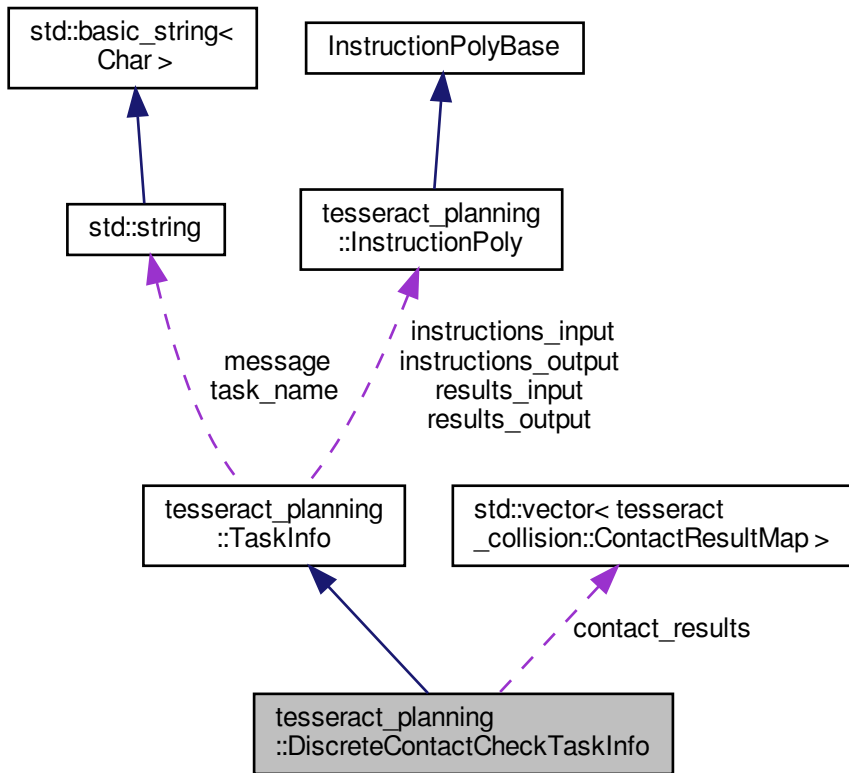 std::basic_string<
Char >
InstructionPolyBase
std::string
tesseract_planning
::InstructionPoly
message
task_name
instructions_input
instructions_output
results_input
results_output
tesseract_planning
::TaskInfo
std::vector< tesseract
_collision::ContactResultMap >
contact_results
tesseract_planning
::DiscreteContactCheckTaskInfo